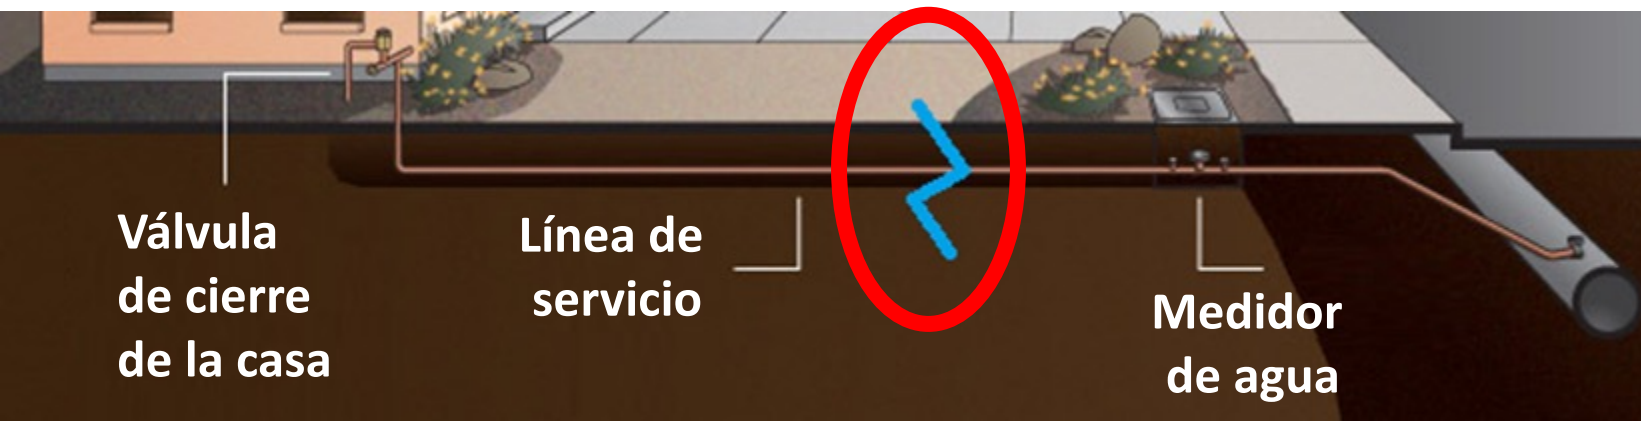 Válvula
de cierre
de la casa
Línea de
servicio
Medidor
de agua